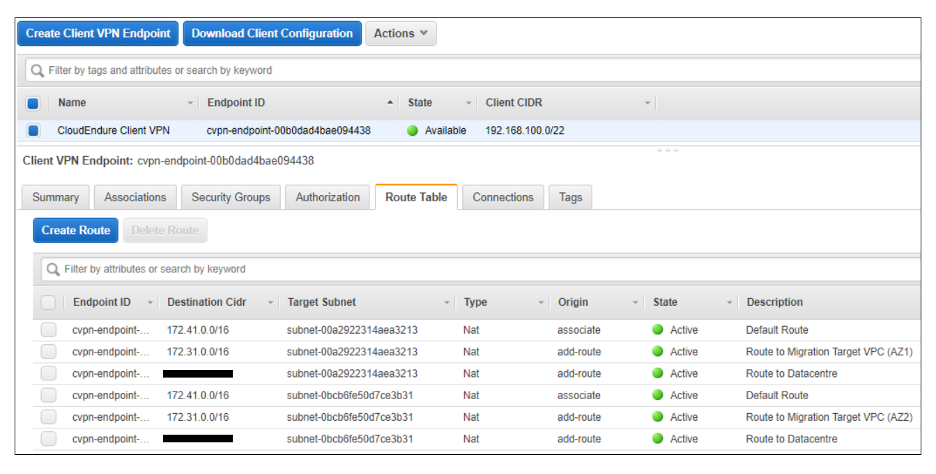 Create Client VPN Endpoint Download Client Configuration Actions
Filter by tags and attributes or search by keyword
Name Endpoint ID State Client CIDR
CloudEndure Client VPN cvpn-endpoint-00b0dad4bae094438 Available 192.168.100.0/22
Client VPN Endpoint: cvpn-endpoint-00b0dad4bae094438
Summary Associations Security Groups Authorization Route Table Connections Tags
Create Route Delete Route
Filter by attributes or search by keyword
Endpoint ID Destination Cidr Target Subnet Type Origin State Description
cvpn-endpoint-... 172.41.0.0/16 subnet-00a2922314aea3213 Nat associate Active Default Route
cvpn-endpoint-... 172.31.0.0/16 subnet-00a2922314aea3213 Nat add-route Active Route to Migration Target VPC (AZ1)
cvpn-endpoint-... subnet-00a2922314aea3213 Nat add-route Active Route to Datacentre
cvpn-endpoint-... 172.41.0.0/16 subnet-0bcb6fe50d7ce3b31 Nat associate Active Default Route
cvpn-endpoint-... 172.31.0.0/16 subnet-0bcb6fe50d7ce3b31 Nat add-route Active Route to Migration Target VPC (AZ2)
cvpn-endpoint-... subnet-0bcb6fe50d7ce3b31 Nat add-route Active Route to Datacentre